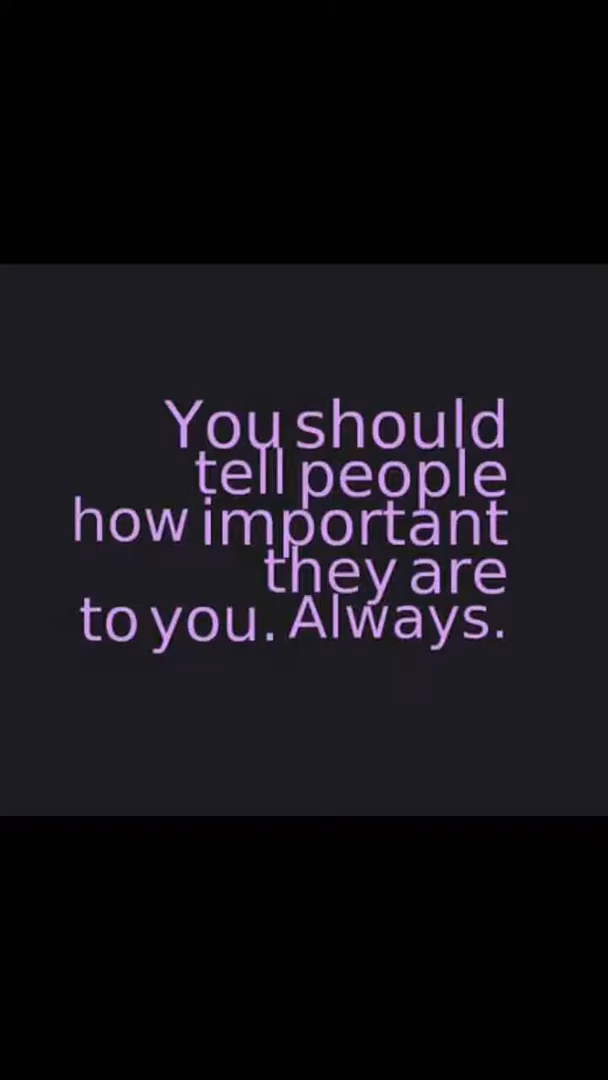 You should
tell people
how important
they are
to you. Always.